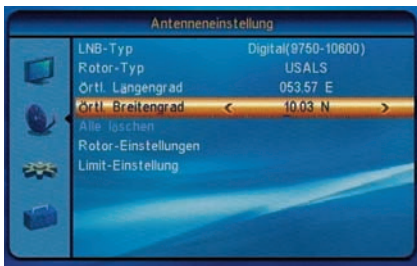 Antenneneinstellung
LNB-Typ Digital(9750-10600)
Rotor-Typ USALS
Örtl. Längengrad 053.57 E
Örtl. Breitengrad < 10.03 N >
Alle löschen
Rotor-Einstellungen
Limit-Einstellung